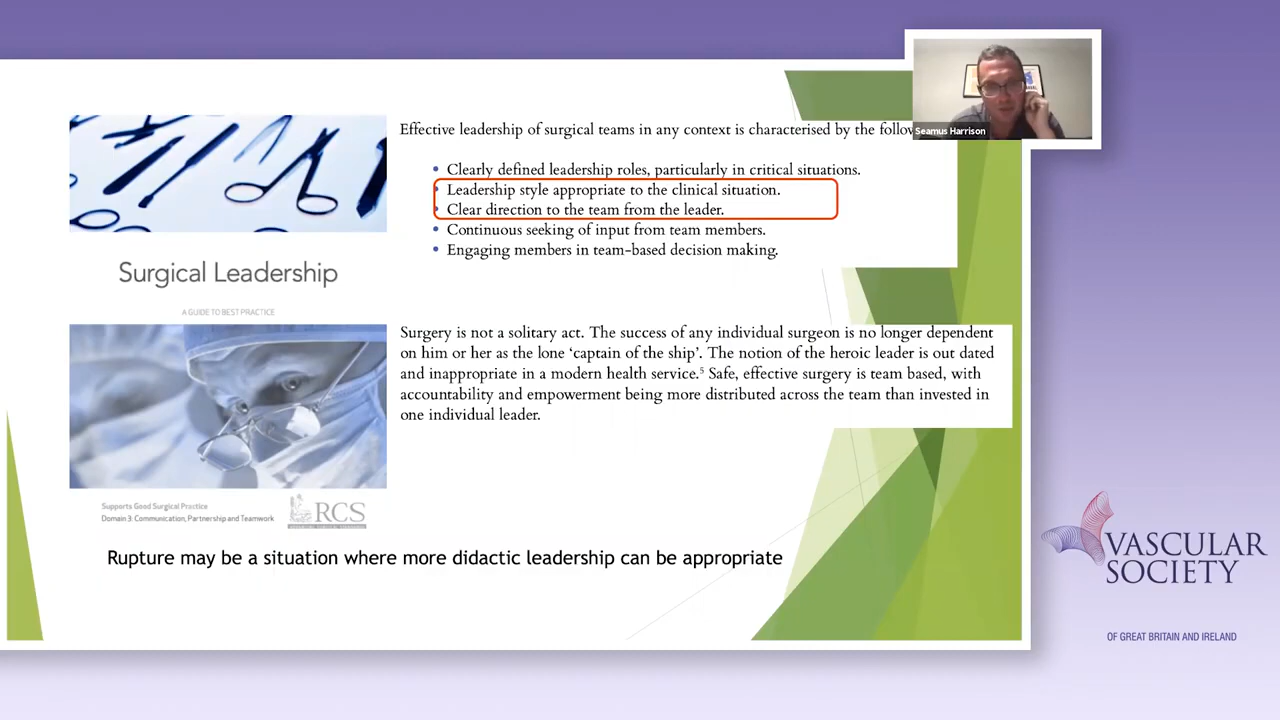 Seamus Harrison
Effective leadership of surgical teams in any context is characterised by the
• Clearly defined leadership roles, particularly in critical situations.
Leadership style appropriate to the clinical situation.
Clear direction to the team from the leader.
• Continuous seeking of input from team members.
• Engaging members in team-based decision making.
Surgical Leadership
A GUIDE TO BEST PRACTICE
Surgery is not a solitary act. The success of any individual surgeon is no longer dependent
on him or her as the lone ‘captain of the ship’. The notion of the heroic leader is out dated
and inappropriate in a modern health service.⁵ Safe, effective surgery is team based, with
accountability and empowerment being more distributed across the team than invested in
one individual leader.
Supports Good Surgical Practice
Domain 3: Communication, Partnership and Teamwork
RCS
Rupture may be a situation where more didactic leadership can be appropriate
VASCULAR
SOCIETY
OF GREAT BRITAIN AND IRELAND